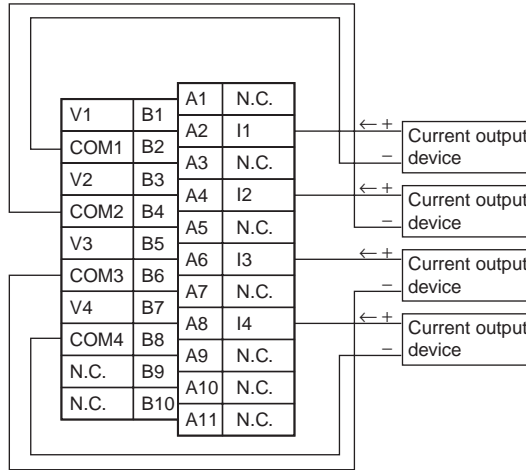 A1 N.C.
V1 B1
A2 I1
← + Current output
COM1 B2
− device
A3 N.C.
V2 B3
A4 I2
← + Current output
COM2 B4
− device
A5 N.C.
V3 B5
A6 I3
← + Current output
COM3 B6
− device
A7 N.C.
V4 B7
A8 I4
← + Current output
COM4 B8
− device
A9 N.C.
N.C. B9
A10 N.C.
N.C. B10
A11 N.C.